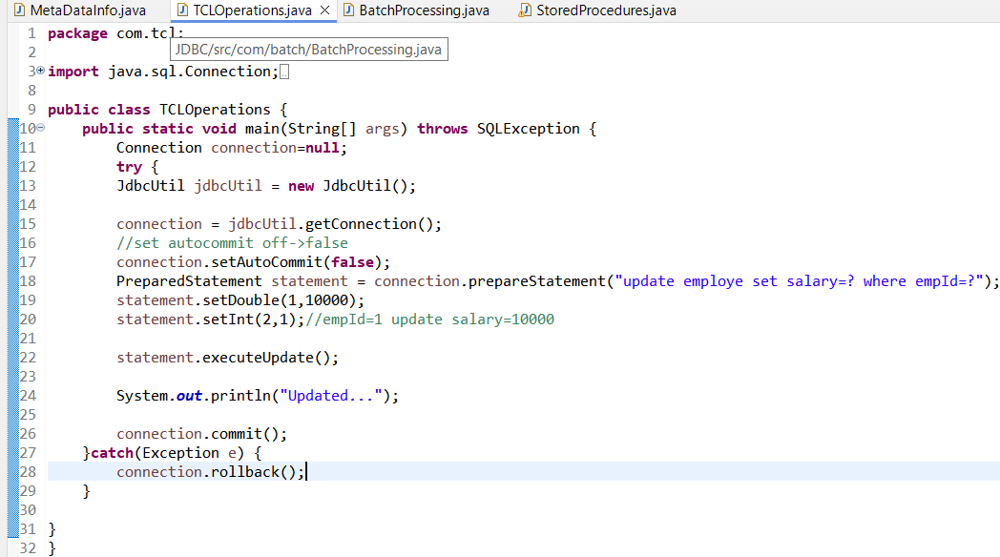 MetaDataInfo.java TCLOperations.java BatchProcessing.java StoredProcedures.java
1 package com.tcl;
JDBC/src/com/batch/BatchProcessing.java
2
3 import java.sql.Connection;
8
9 public class TCLOperations {
10 public static void main(String[] args) throws SQLException {
11 Connection connection=null;
12 try {
13 JdbcUtil jdbcUtil = new JdbcUtil();
14
15 connection = jdbcUtil.getConnection();
16 //set autocommit off->false
17 connection.setAutoCommit(false);
18 PreparedStatement statement = connection.prepareStatement("update employe set salary=? where empId=?");
19 statement.setDouble(1,10000);
20 statement.setInt(2,1);//empId=1 update salary=10000
21
22 statement.executeUpdate();
23
24 System.out.println("Updated...");
25
26 connection.commit();
27 }catch(Exception e) {
28 connection.rollback();
29 }
30
31 }
32 }